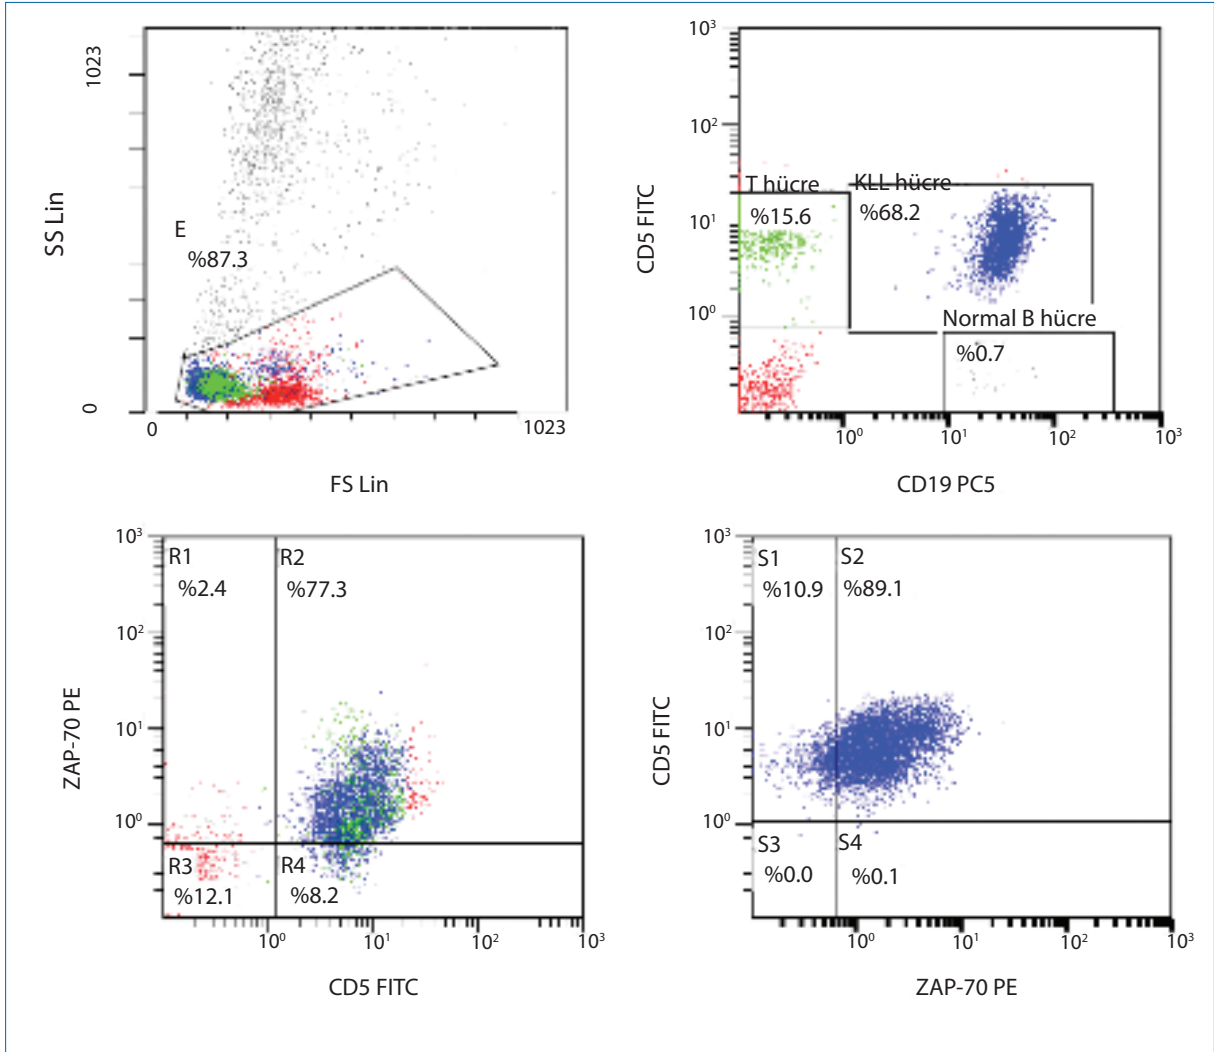 1023
SS Lin
E
%87.3
0
0
1023
FS Lin
10³
10²
10¹
10⁰
CD5 FITC
T hücre
%15.6
KLL hücre
%68.2
Normal B hücre
%0.7
10⁰
10¹
10²
10³
CD19 PC5
10³
10²
10¹
10⁰
ZAP-70 PE
R1
%2.4
R2
%77.3
R3
%12.1
R4
%8.2
10⁰
10¹
10²
10³
CD5 FITC
10³
10²
10¹
10⁰
CD5 FITC
S1
%10.9
S2
%89.1
S3
%0.0
S4
%0.1
10⁰
10¹
10²
10³
ZAP-70 PE